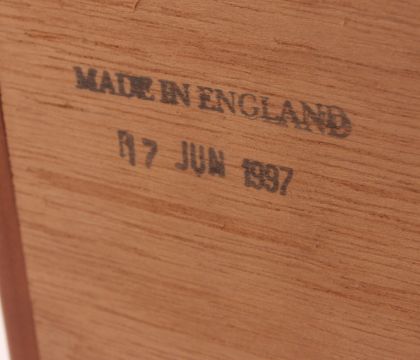 MADE IN ENGLAND
17 JUN 1997